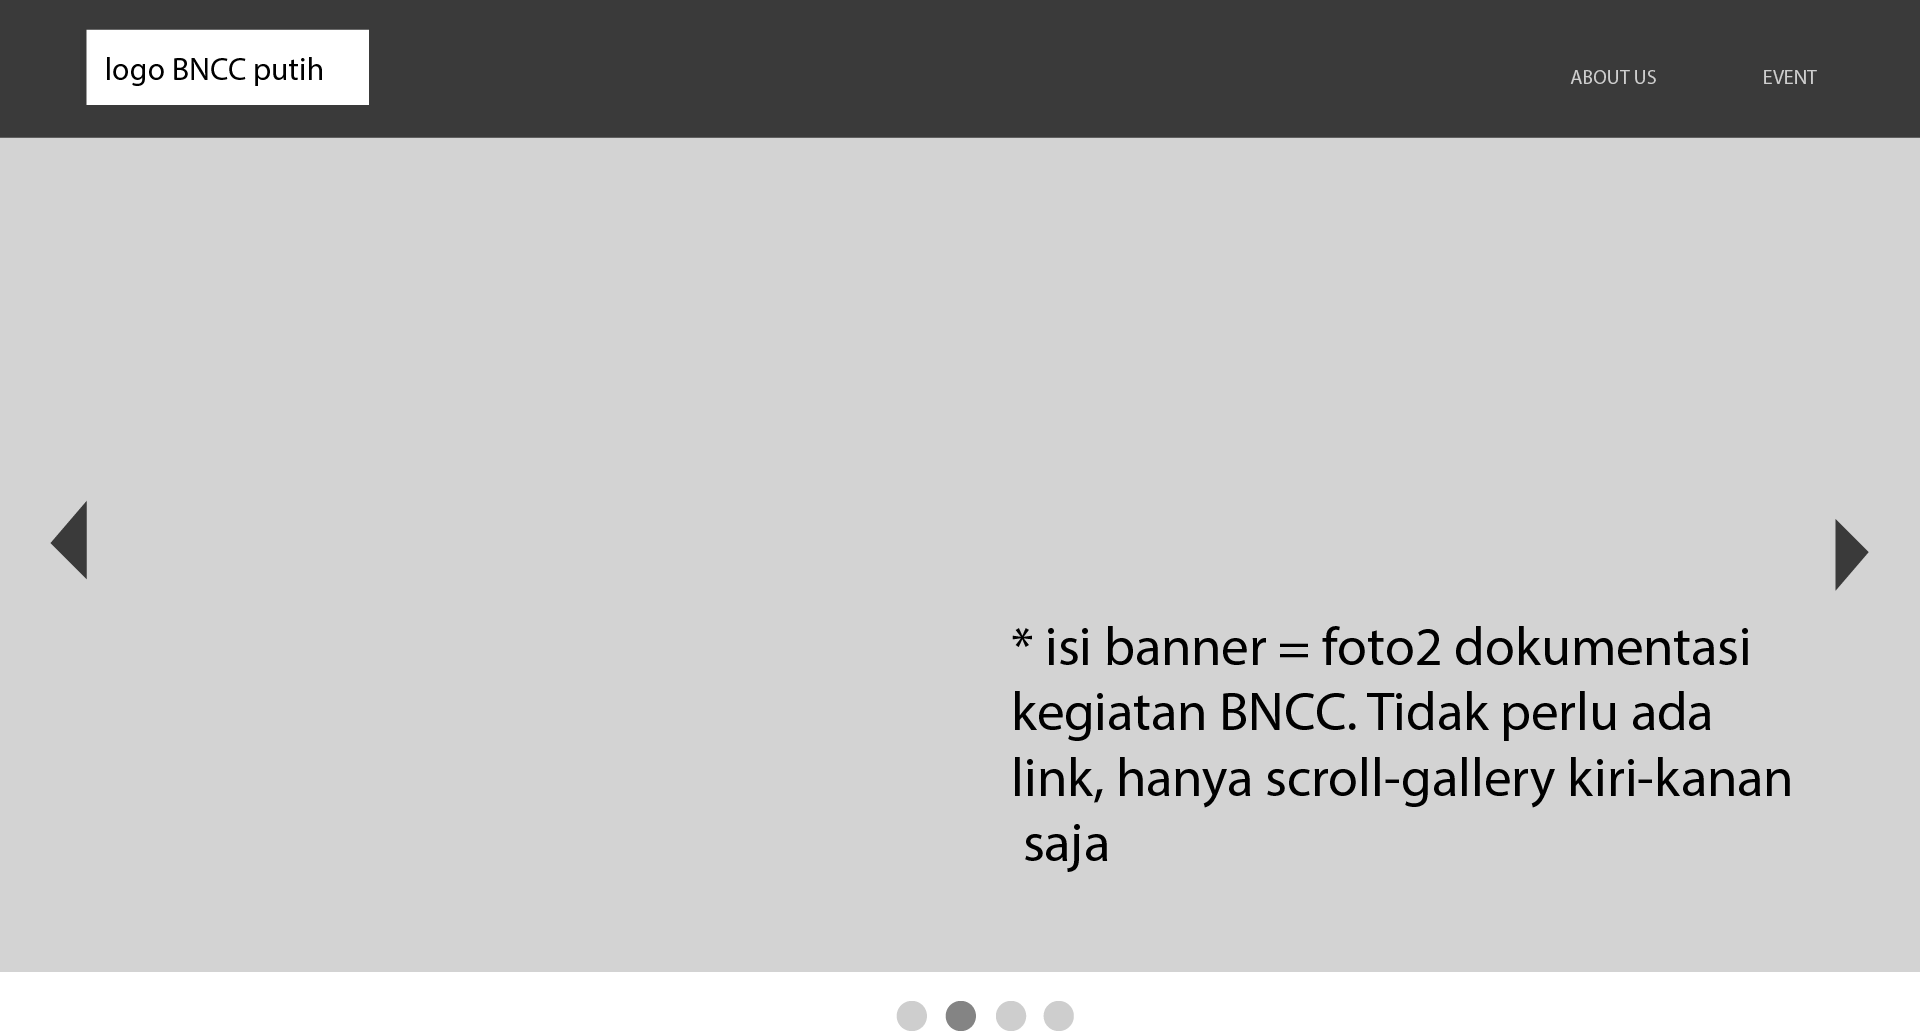 logo BNCC putih
ABOUT US
EVENT
* isi banner = foto2 dokumentasi
kegiatan BNCC. Tidak perlu ada
link, hanya scroll-gallery kiri-kanan
saja